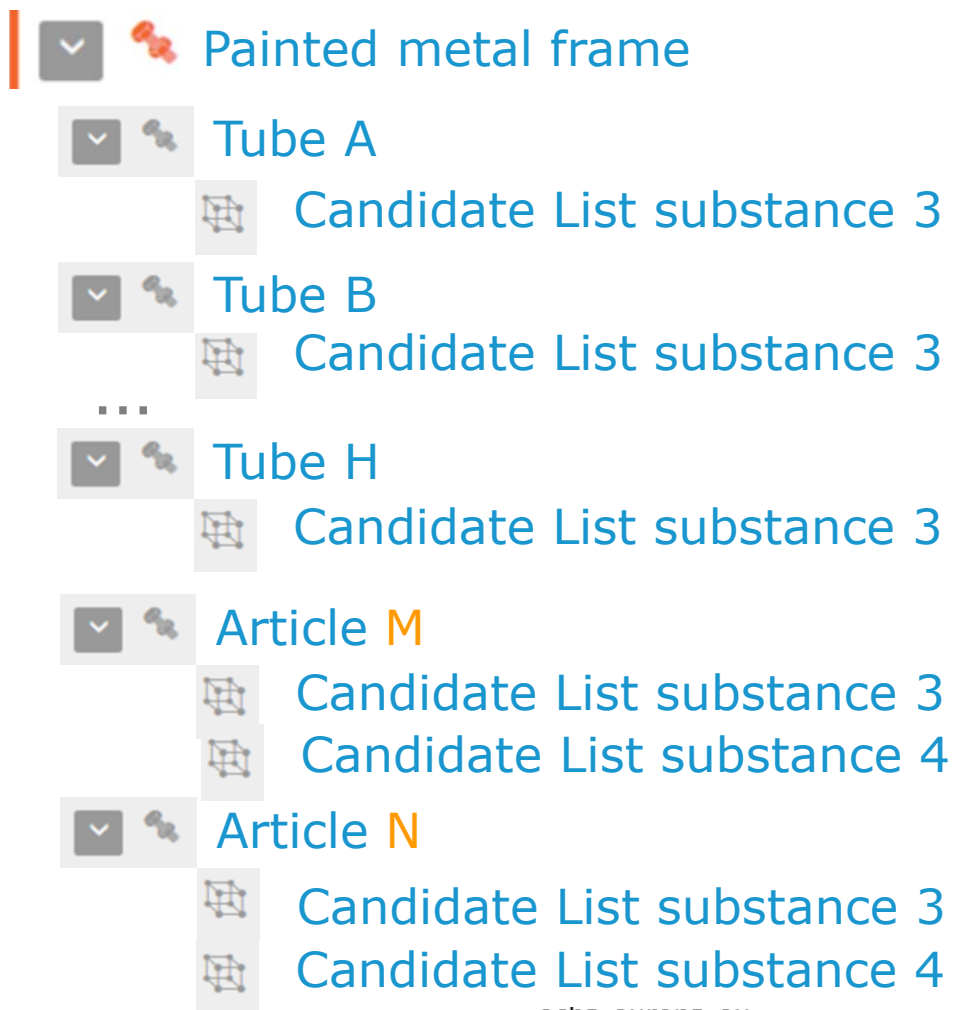 Painted metal frame
Tube A
Candidate List substance 3
Tube B
Candidate List substance 3
...
Tube H
Candidate List substance 3
Article M
Candidate List substance 3
Candidate List substance 4
Article N
Candidate List substance 3
Candidate List substance 4